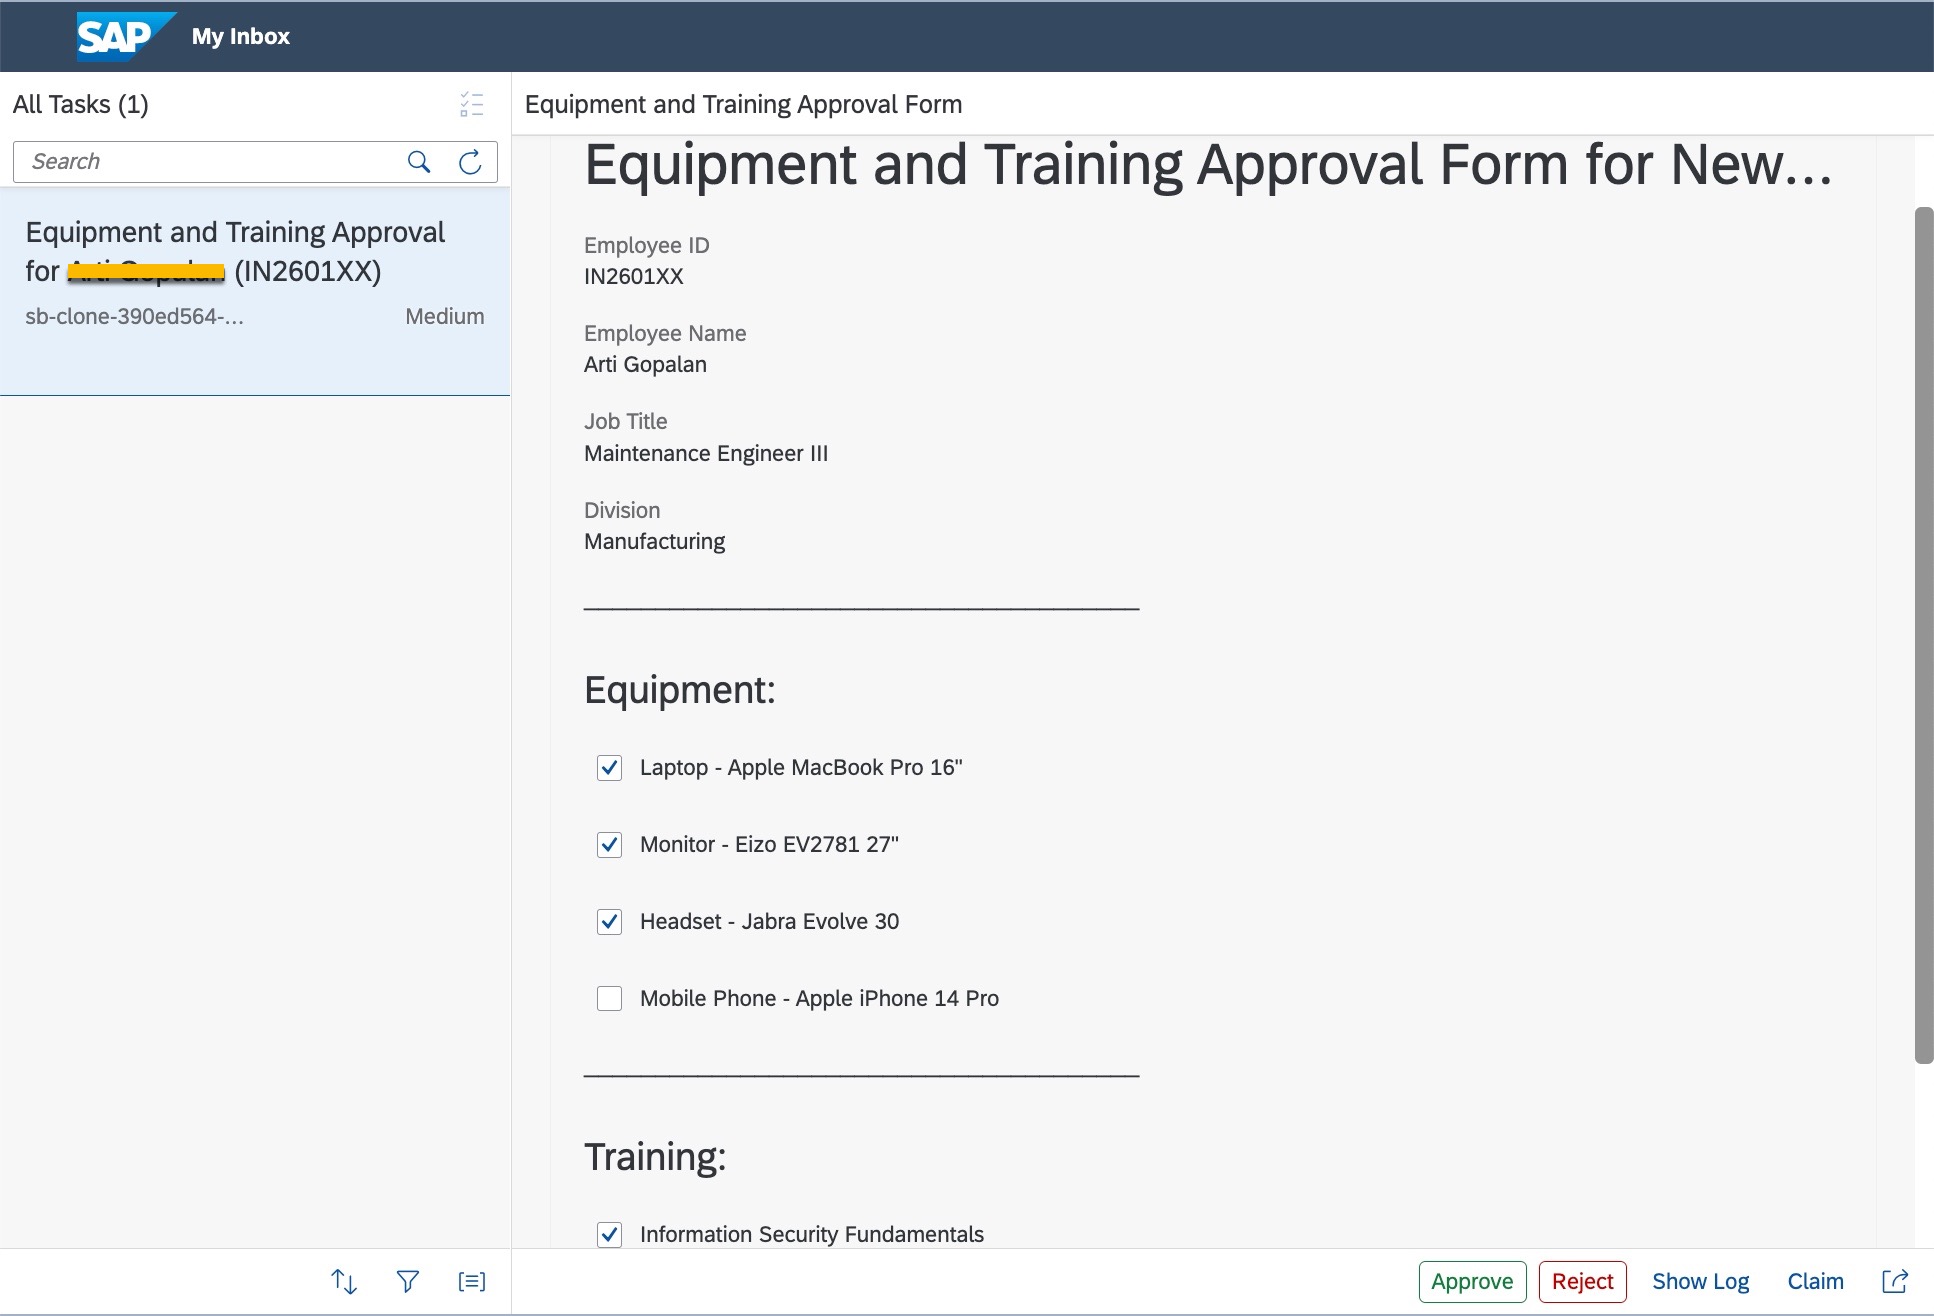 SAP My Inbox
All Tasks (1)
Search
Equipment and Training Approval
for (IN2601XX)
sb-clone-390ed564-... Medium
Equipment and Training Approval Form
Equipment and Training Approval Form for New...
Employee ID
IN2601XX
Employee Name
Arti Gopalan
Job Title
Maintenance Engineer III
Division
Manufacturing
Equipment:
Laptop - Apple MacBook Pro 16"
Monitor - Eizo EV2781 27"
Headset - Jabra Evolve 30
Mobile Phone - Apple iPhone 14 Pro
Training:
Information Security Fundamentals
Approve Reject Show Log Claim